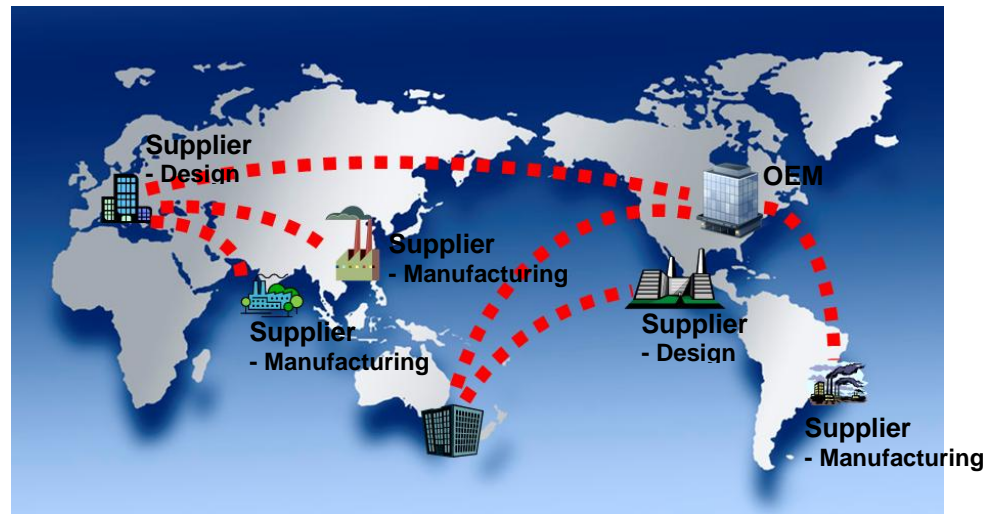 Supplier
- Design
OEM
Supplier
- Manufacturing
Supplier
- Manufacturing
Supplier
- Design
Supplier
- Manufacturing